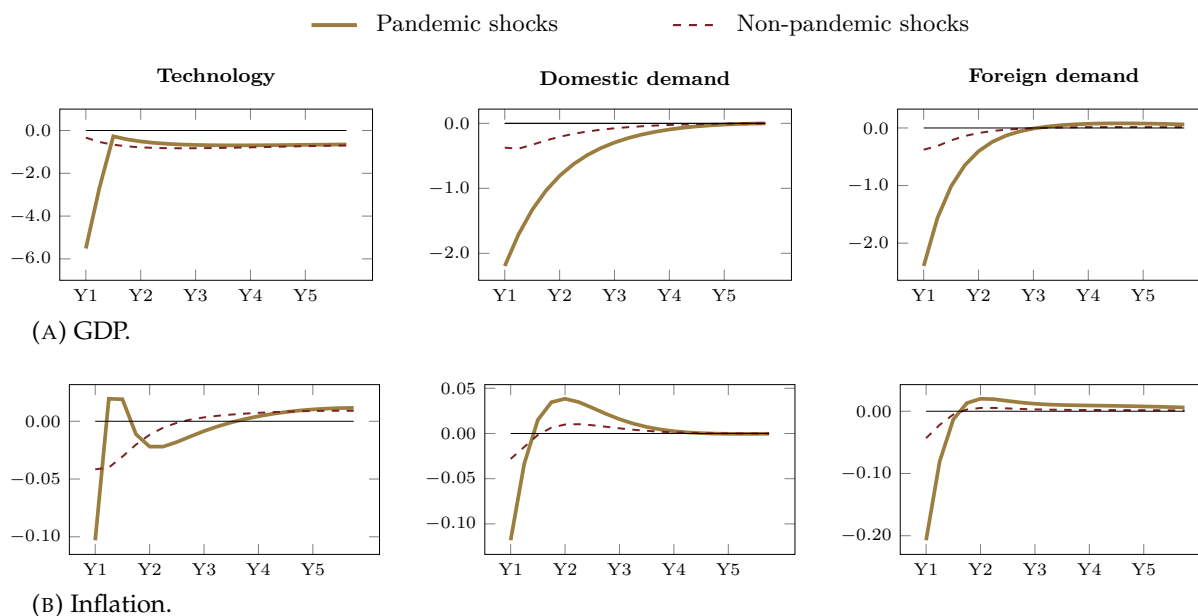 Pandemic shocks Non-pandemic shocks
Technology Domestic demand Foreign demand
0.0
−2.0
−4.0
−6.0
Y1 Y2 Y3 Y4 Y5
0.0
−1.0
−2.0
Y1 Y2 Y3 Y4 Y5
0.0
−1.0
−2.0
Y1 Y2 Y3 Y4 Y5
(A) GDP.
0.00
−0.05
−0.10
Y1 Y2 Y3 Y4 Y5
0.05
0.00
−0.05
−0.10
Y1 Y2 Y3 Y4 Y5
0.00
−0.10
−0.20
Y1 Y2 Y3 Y4 Y5
(B) Inflation.